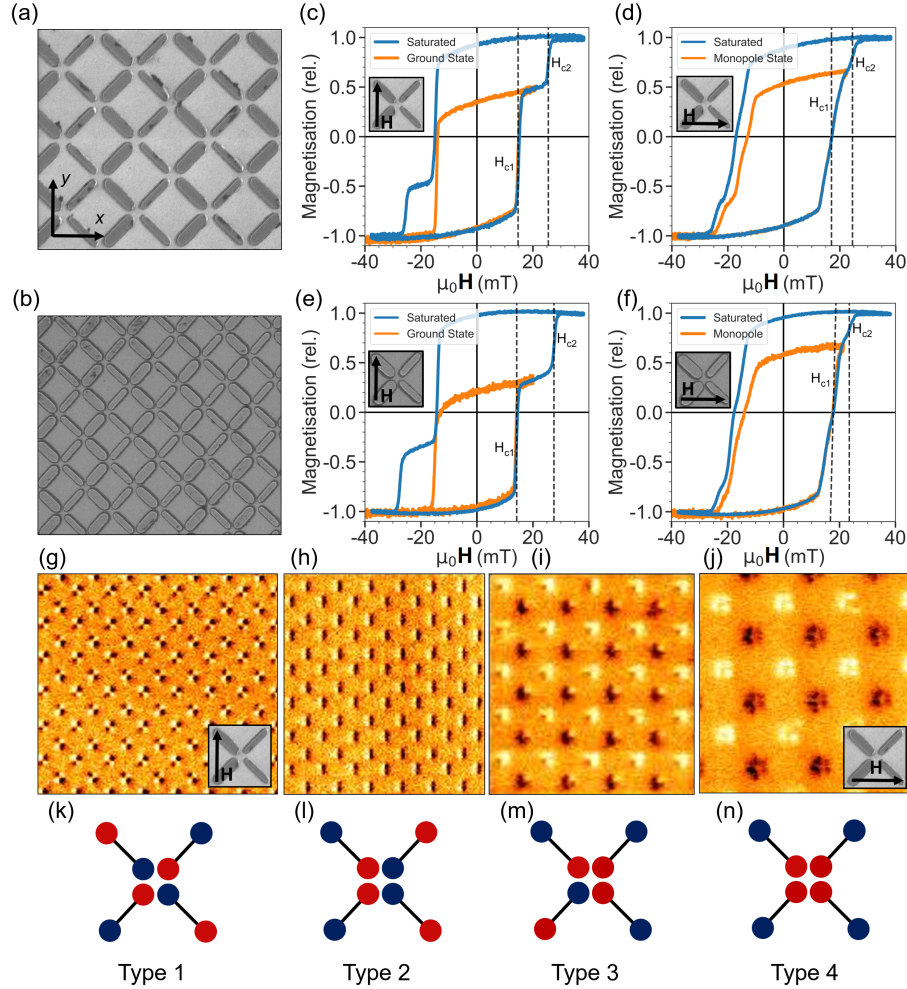 (a)
y
x
(b)
(c)
Saturated
Ground State
H
Hc1
Hc2
Magnetisation (rel.)
1.0
0.5
0.0
-0.5
-1.0
-40 -20 0 20 40
μ0H (mT)
(d)
Saturated
Monopole State
H
Hc1
Hc2
Magnetisation (rel.)
1.0
0.5
0.0
-0.5
-1.0
-40 -20 0 20 40
μ0H (mT)
(e)
Saturated
Ground State
H
Hc1
Hc2
Magnetisation (rel.)
1.0
0.5
0.0
-0.5
-1.0
-40 -20 0 20 40
μ0H (mT)
(f)
Saturated
Monopole
H
Hc1
Hc2
Magnetisation (rel.)
1.0
0.5
0.0
-0.5
-1.0
-40 -20 0 20 40
μ0H (mT)
(g)
H
(h)
(i)
(j)
H
(k)
(l)
(m)
(n)
Type 1
Type 2
Type 3
Type 4